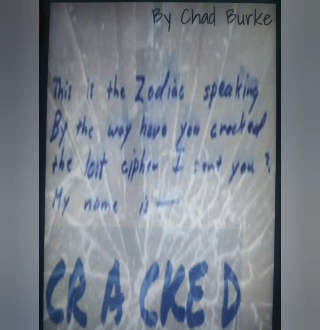 By Chad Burke
This is the Zodiac speaking
By the way have you cracked
the last cipher I sent you?
My name is —
CRACKED